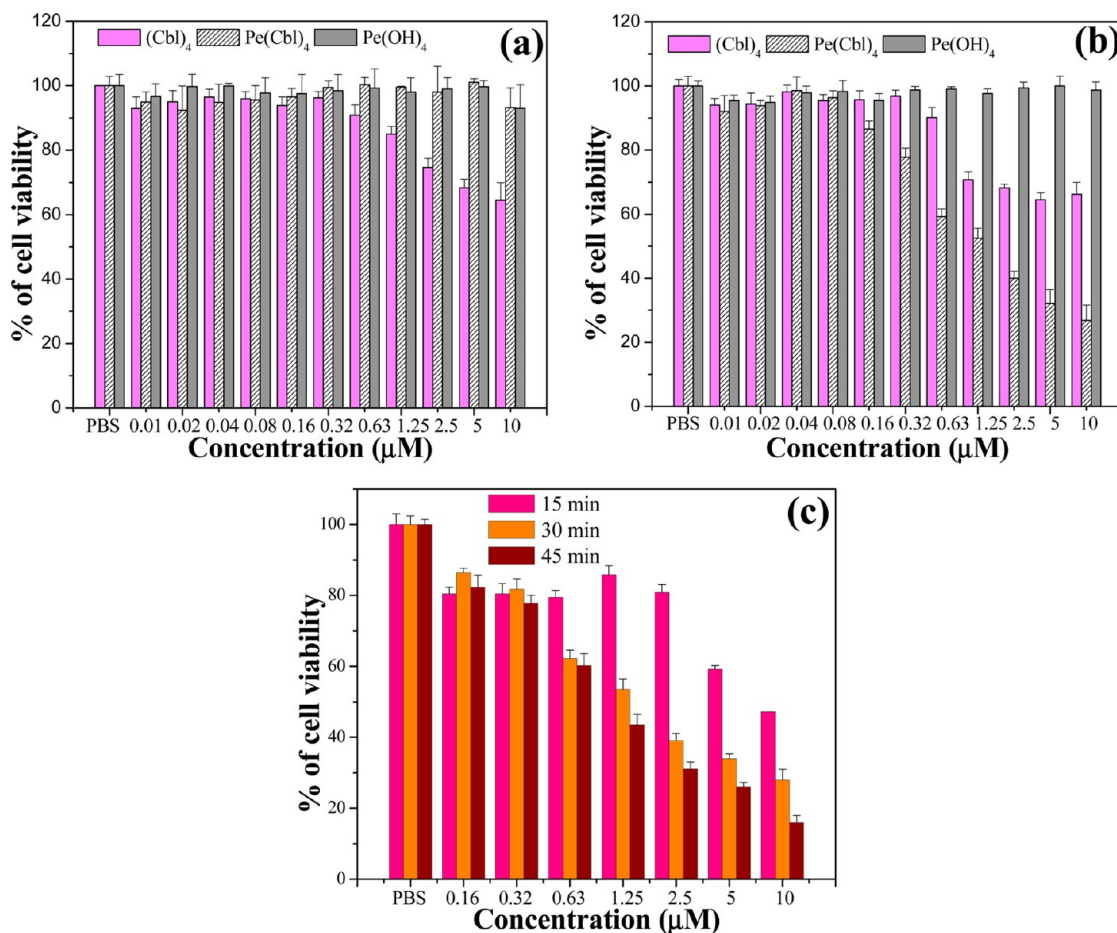 (a)
(Cbl)₄ Pe(Cbl)₄ Pe(OH)₄
120
100
80
60
40
20
0
% of cell viability
PBS 0.01 0.02 0.04 0.08 0.16 0.32 0.63 1.25 2.5 5 10
Concentration (μM)
(b)
(Cbl)₄ Pe(Cbl)₄ Pe(OH)₄
120
100
80
60
40
20
0
% of cell viability
PBS 0.01 0.02 0.04 0.08 0.16 0.32 0.63 1.25 2.5 5 10
Concentration (μM)
(c)
15 min
30 min
45 min
100
80
60
40
20
0
% of cell viability
PBS 0.16 0.32 0.63 1.25 2.5 5 10
Concentration (μM)